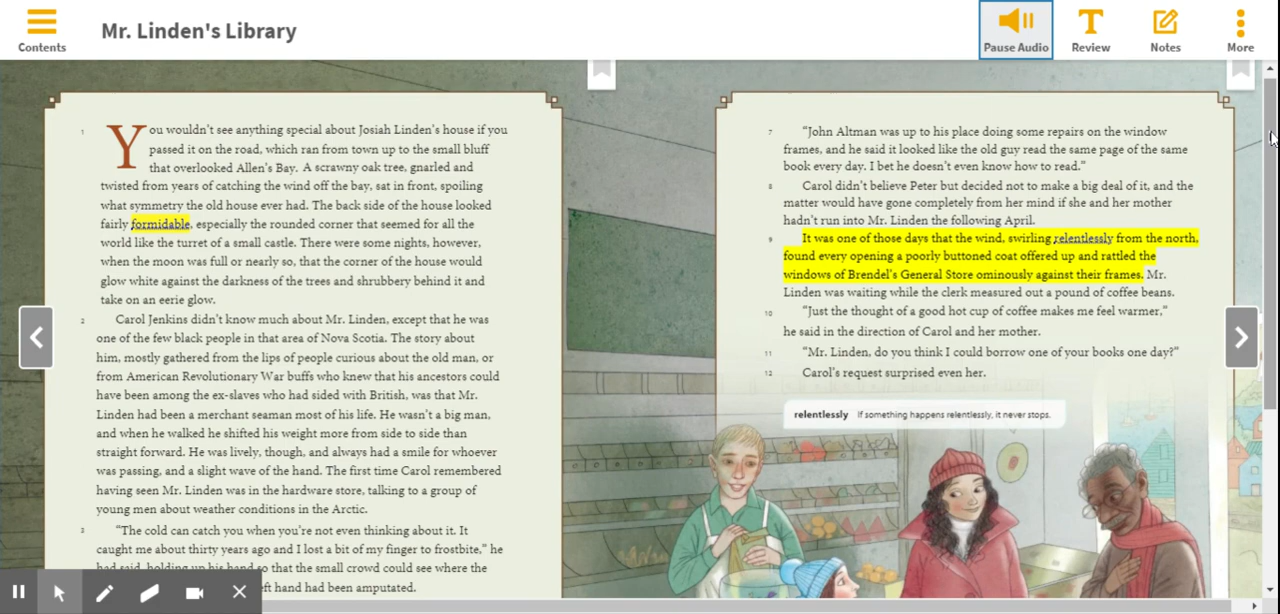 Contents
Mr. Linden's Library
Pause Audio
Review
Notes
More
1
You wouldn't see anything special about Josiah Linden's house if you
passed it on the road, which ran from town up to the small bluff
that overlooked Allen's Bay. A scrawny oak tree, gnarled and
twisted from years of catching the wind off the bay, sat in front, spoiling
what symmetry the old house ever had. The back side of the house looked
fairly formidable, especially the rounded corner that seemed for all the
world like the turret of a small castle. There were some nights, however,
when the moon was full or nearly so, that the corner of the house would
glow white against the darkness of the trees and shrubbery behind it and
take on an eerie glow.
2
Carol Jenkins didn't know much about Mr. Linden, except that he was
one of the few black people in that area of Nova Scotia. The story about
him, mostly gathered from the lips of people curious about the old man, or
from American Revolutionary War buffs who knew that his ancestors could
have been among the ex-slaves who had sided with British, was that Mr.
Linden had been a merchant seaman most of his life. He wasn't a big man,
and when he walked he shifted his weight more from side to side than
straight forward. He was lively, though, and always had a smile for whoever
was passing, and a slight wave of the hand. The first time Carol remembered
having seen Mr. Linden was in the hardware store, talking to a group of
young men about weather conditions in the Arctic.
3
"The cold can catch you when you're not even thinking about it. It
caught me about thirty years ago and I lost a bit of my finger to frostbite," he
had said, holding up his hand so that the small crowd could see where the
eft hand had been amputated.
7
"John Altman was up to his place doing some repairs on the window
frames, and he said it looked like the old guy read the same page of the same
book every day. I bet he doesn't even know how to read."
8
Carol didn't believe Peter but decided not to make a big deal of it, and the
matter would have gone completely from her mind if she and her mother
hadn't run into Mr. Linden the following April.
9
It was one of those days that the wind, swirling relentlessly from the north,
found every opening a poorly buttoned coat offered up and rattled the
windows of Brendel's General Store ominously against their frames. Mr.
Linden was waiting while the clerk measured out a pound of coffee beans.
10
"Just the thought of a good hot cup of coffee makes me feel warmer,"
he said in the direction of Carol and her mother.
11
"Mr. Linden, do you think I could borrow one of your books one day?"
12
Carol's request surprised even her.
relentlessly If something happens relentlessly, it never stops.